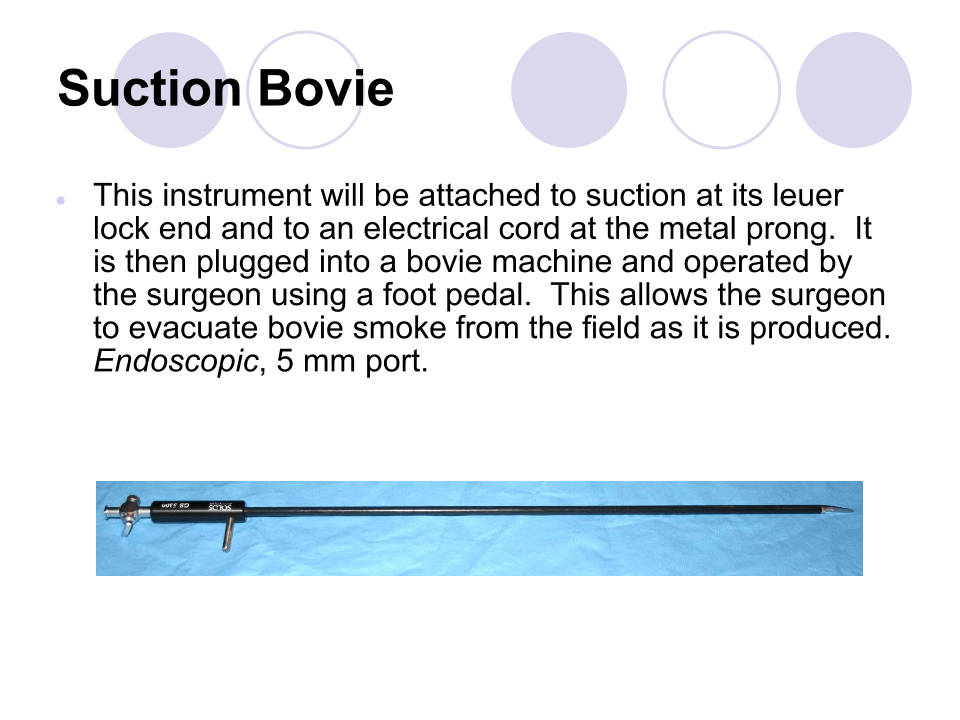 Suction Bovie
This instrument will be attached to suction at its leuer
lock end and to an electrical cord at the metal prong.  It
is then plugged into a bovie machine and operated by
the surgeon using a foot pedal.  This allows the surgeon
to evacuate bovie smoke from the field as it is produced.
Endoscopic, 5 mm port.
SOLOS